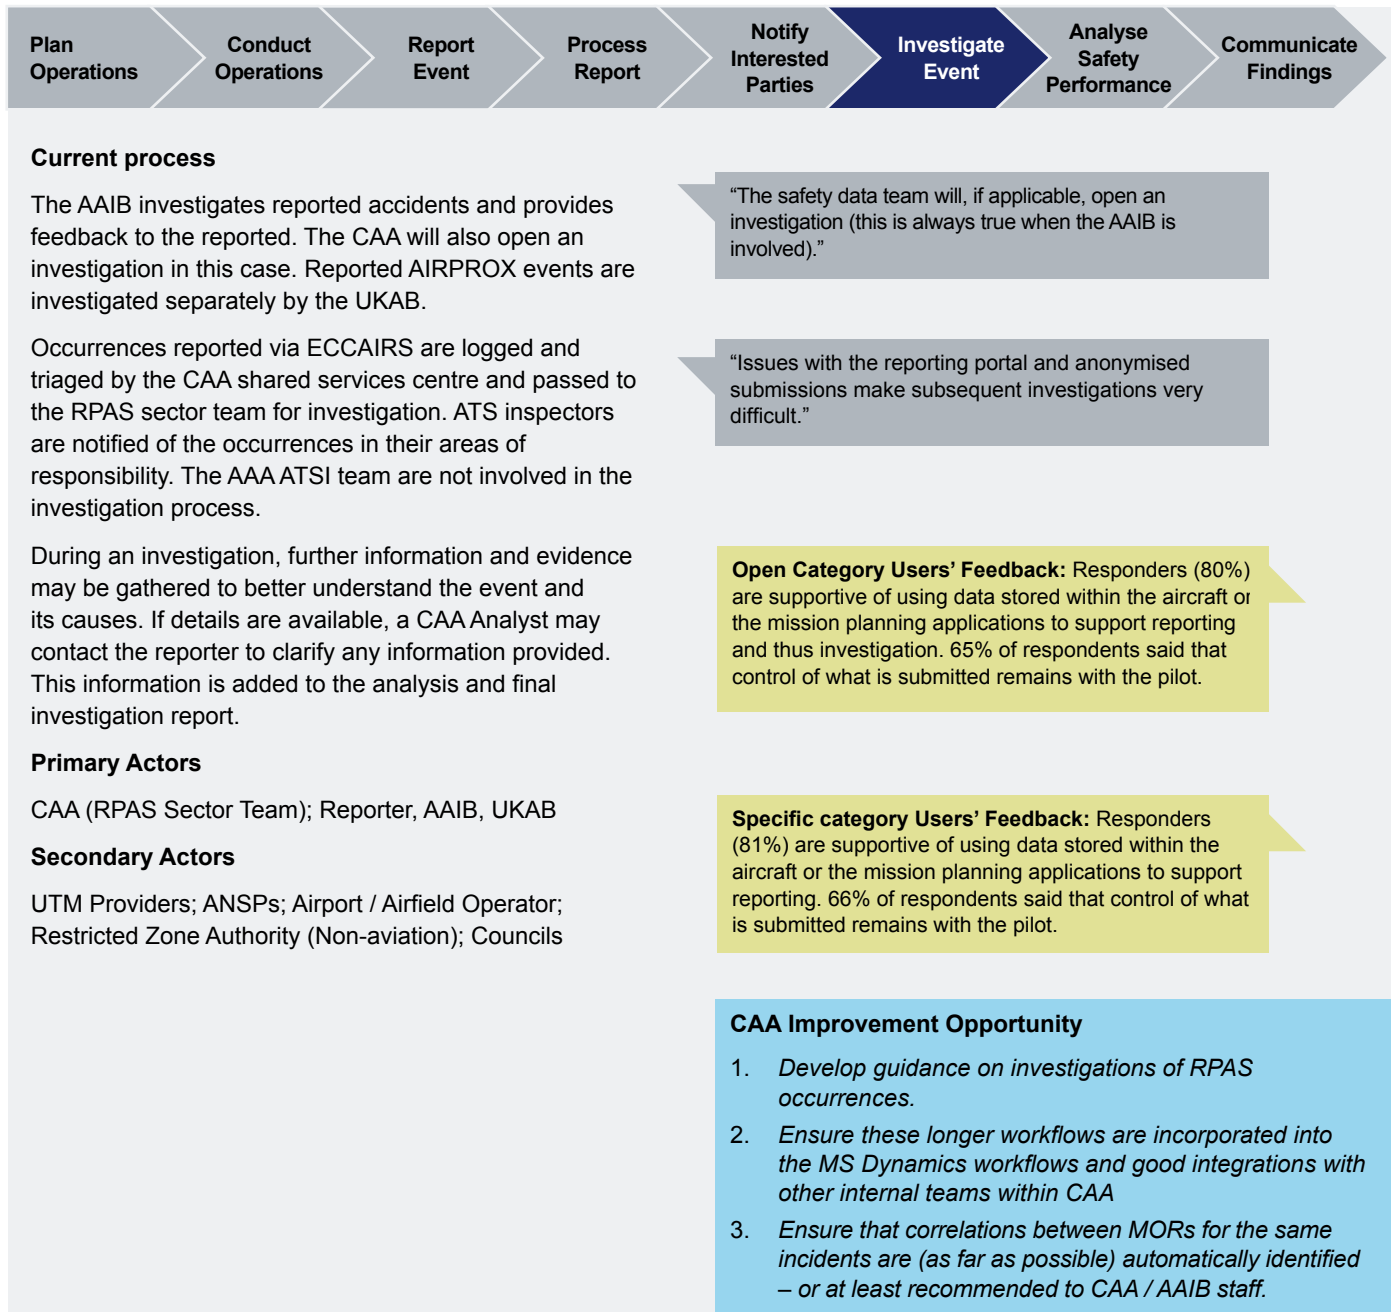 Plan
Operations
Conduct
Operations
Report
Event
Process
Report
Notify
Interested
Parties
Investigate
Event
Analyse
Safety
Performance
Communicate
Findings
Current process
The AAIB investigates reported accidents and provides
feedback to the reported. The CAA will also open an
investigation in this case. Reported AIRPROX events are
investigated separately by the UKAB.
Occurrences reported via ECCAIRS are logged and
triaged by the CAA shared services centre and passed to
the RPAS sector team for investigation. ATS inspectors
are notified of the occurrences in their areas of
responsibility. The AAA ATSI team are not involved in the
investigation process.
During an investigation, further information and evidence
may be gathered to better understand the event and
its causes. If details are available, a CAA Analyst may
contact the reporter to clarify any information provided.
This information is added to the analysis and final
investigation report.
Primary Actors
CAA (RPAS Sector Team); Reporter, AAIB, UKAB
Secondary Actors
UTM Providers; ANSPs; Airport / Airfield Operator;
Restricted Zone Authority (Non-aviation); Councils
“The safety data team will, if applicable, open an
investigation (this is always true when the AAIB is
involved).”
“Issues with the reporting portal and anonymised
submissions make subsequent investigations very
difficult.”
Open Category Users’ Feedback: Responders (80%)
are supportive of using data stored within the aircraft or
the mission planning applications to support reporting
and thus investigation. 65% of respondents said that
control of what is submitted remains with the pilot.
Specific category Users’ Feedback: Responders
(81%) are supportive of using data stored within the
aircraft or the mission planning applications to support
reporting. 66% of respondents said that control of what
is submitted remains with the pilot.
CAA Improvement Opportunity
1. Develop guidance on investigations of RPAS
occurrences.
2. Ensure these longer workflows are incorporated into
the MS Dynamics workflows and good integrations with
other internal teams within CAA
3. Ensure that correlations between MORs for the same
incidents are (as far as possible) automatically identified
– or at least recommended to CAA / AAIB staff.